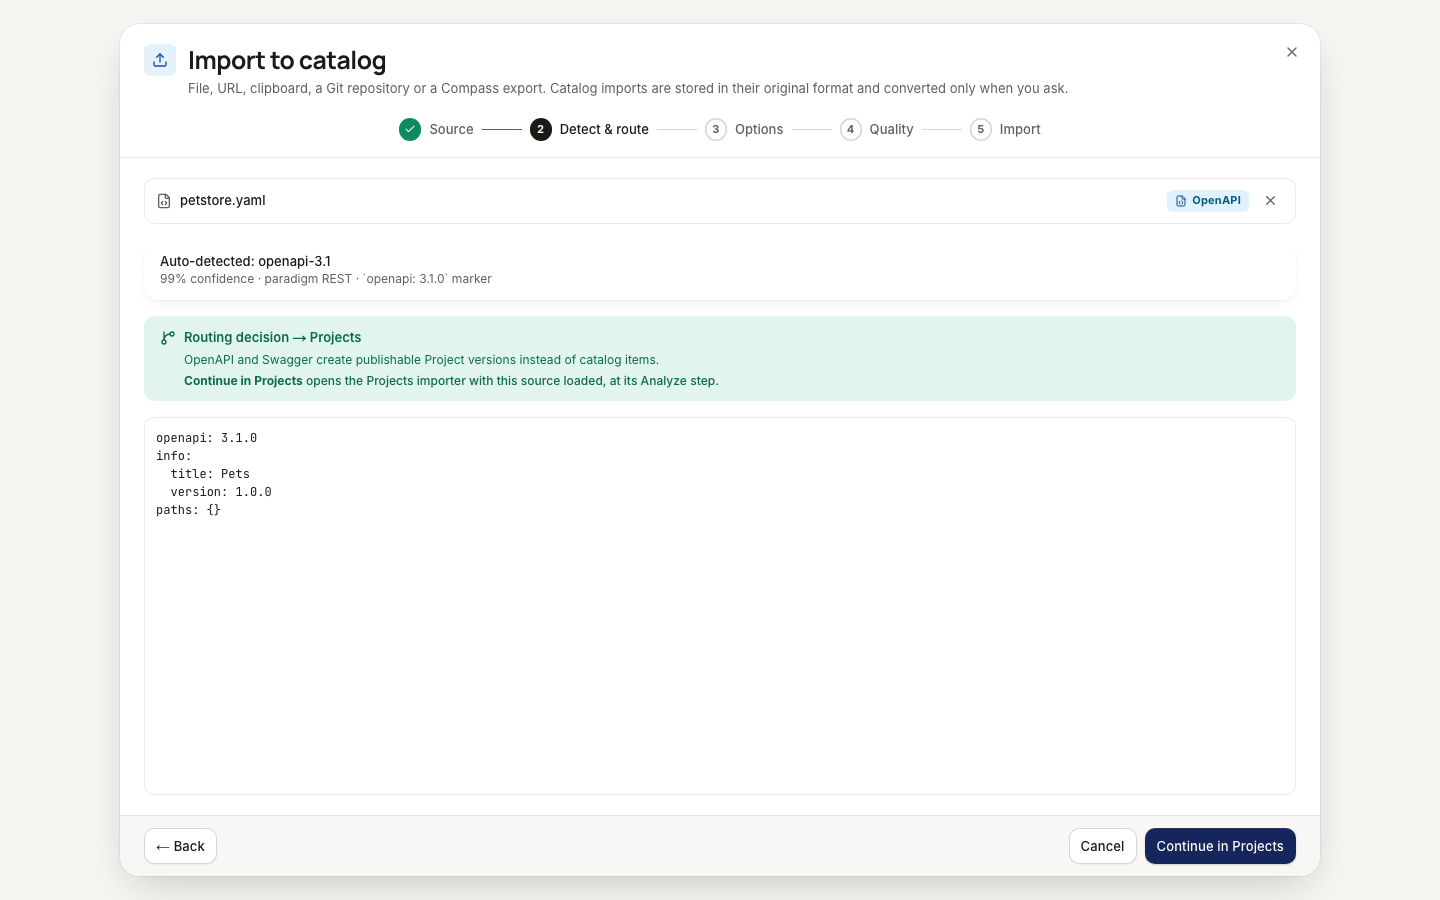 Import to catalog
File, URL, clipboard, a Git repository or a Compass export. Catalog imports are stored in their original format and converted only when you ask.
Source
2 Detect & route
3 Options
4 Quality
5 Import
petstore.yaml
OpenAPI
Auto-detected: openapi-3.1
99% confidence · paradigm REST · `openapi: 3.1.0` marker
Routing decision → Projects
OpenAPI and Swagger create publishable Project versions instead of catalog items.
Continue in Projects opens the Projects importer with this source loaded, at its Analyze step.
openapi: 3.1.0
info:
  title: Pets
  version: 1.0.0
paths: {}
← Back
Cancel
Continue in Projects